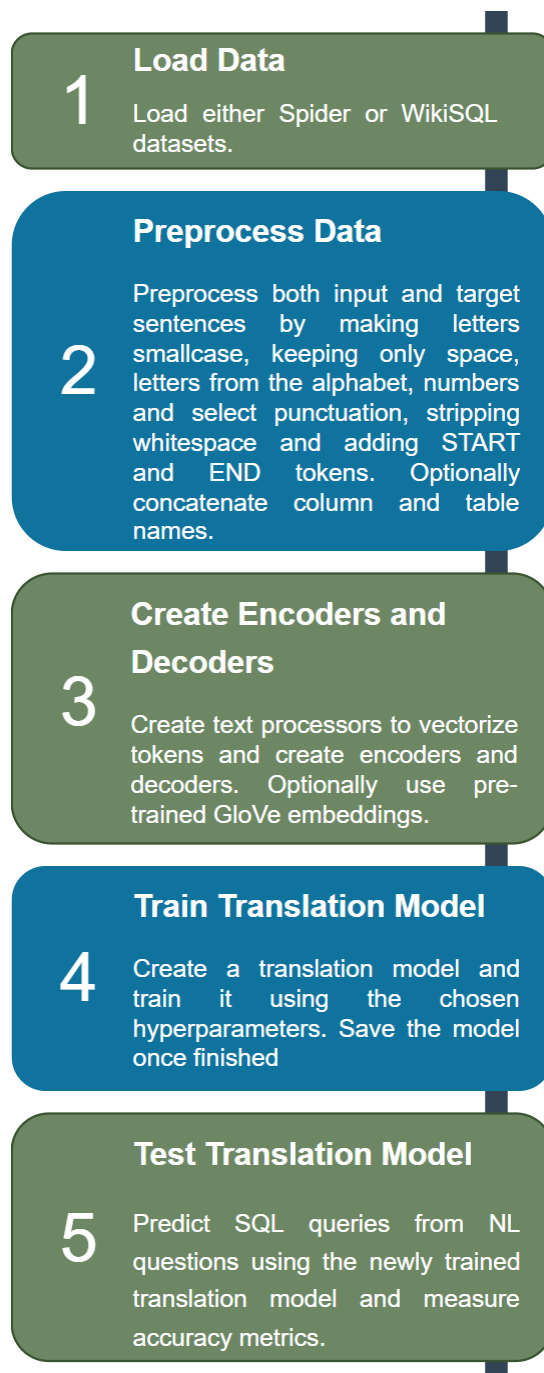 1
Load Data
Load either Spider or WikiSQL
datasets.
2
Preprocess Data
Preprocess both input and target
sentences by making letters
smallcase, keeping only space,
letters from the alphabet, numbers
and select punctuation, stripping
whitespace and adding START
and END tokens. Optionally
concatenate column and table
names.
3
Create Encoders and
Decoders
Create text processors to vectorize
tokens and create encoders and
decoders. Optionally use pre-
trained GloVe embeddings.
4
Train Translation Model
Create a translation model and
train it using the chosen
hyperparameters. Save the model
once finished
5
Test Translation Model
Predict SQL queries from NL
questions using the newly trained
translation model and measure
accuracy metrics.